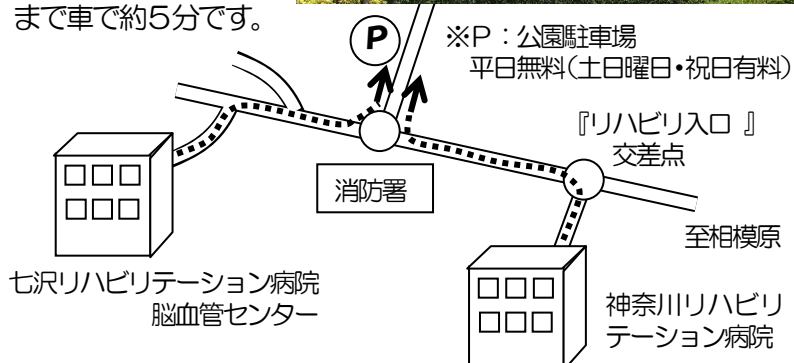 まで車で約5分です。
P
※P：公園駐車場
平日無料（土日曜日・祝日有料）
『リハビリ入口 』
交差点
消防署
至相模原
七沢リハビリテーション病院
脳血管センター
神奈川リハビリ
テーション病院